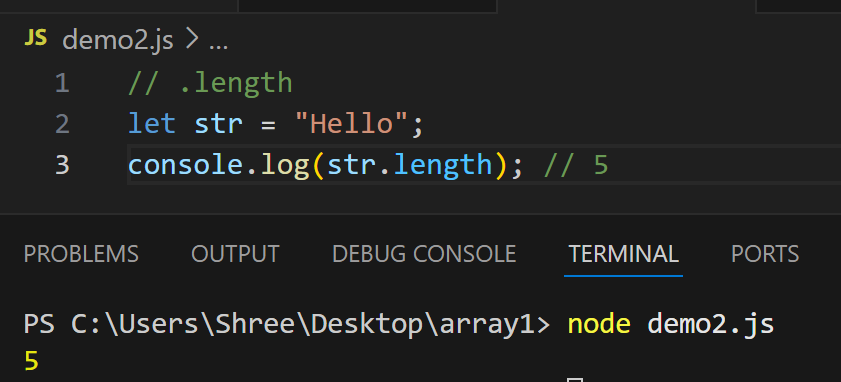 JS demo2.js > ...
1 // .length
2 let str = "Hello";
3 console.log(str.length); // 5
PROBLEMS OUTPUT DEBUG CONSOLE TERMINAL PORTS
PS C:\Users\Shree\Desktop\array1> node demo2.js
5